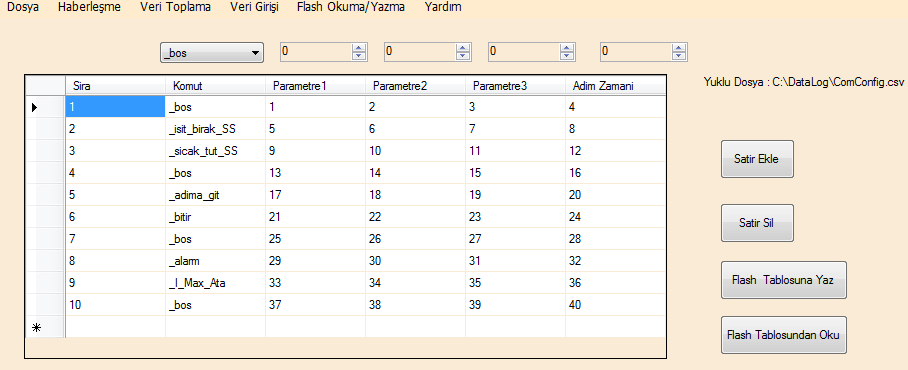 Dosya Haberleşme Veri Toplama Veri Girişi Flash Okuma/Yazma Yardım
_bos 0 0 0 0
Yuklu Dosya : C:\DataLog\ComConfig.csv
Sira Komut Parametre1 Parametre2 Parametre3 Adim Zamani
1 _bos 1 2 3 4
2 _isit_birak_SS 5 6 7 8
3 _sicak_tut_SS 9 10 11 12
4 _bos 13 14 15 16
5 _adima_git 17 18 19 20
6 _bitir 21 22 23 24
7 _bos 25 26 27 28
8 _alarm 29 30 31 32
9 _I_Max_Ata 33 34 35 36
10 _bos 37 38 39 40
Satir Ekle
Satir Sil
Flash Tablosuna Yaz
Flash Tablosundan Oku